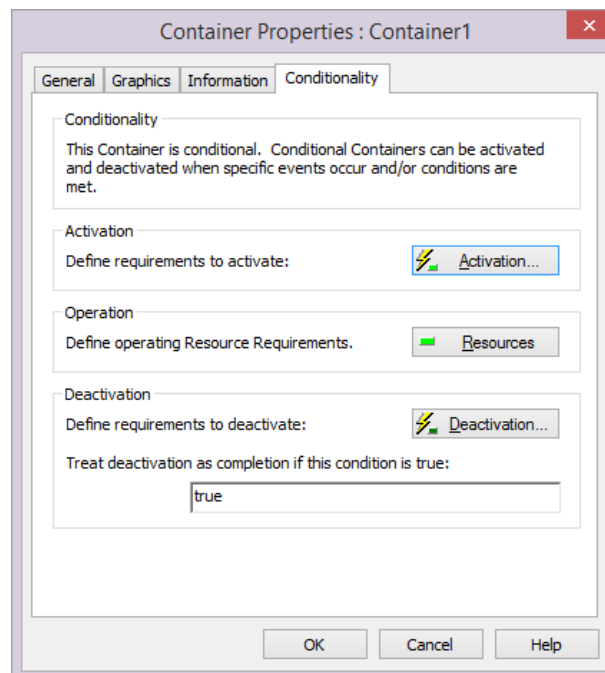 Container Properties : Container1
General Graphics Information Conditionality
Conditionality
This Container is conditional. Conditional Containers can be activated
and deactivated when specific events occur and/or conditions are
met.
Activation
Define requirements to activate: Activation...
Operation
Define operating Resource Requirements. Resources
Deactivation
Define requirements to deactivate: Deactivation...
Treat deactivation as completion if this condition is true:
true
OK Cancel Help